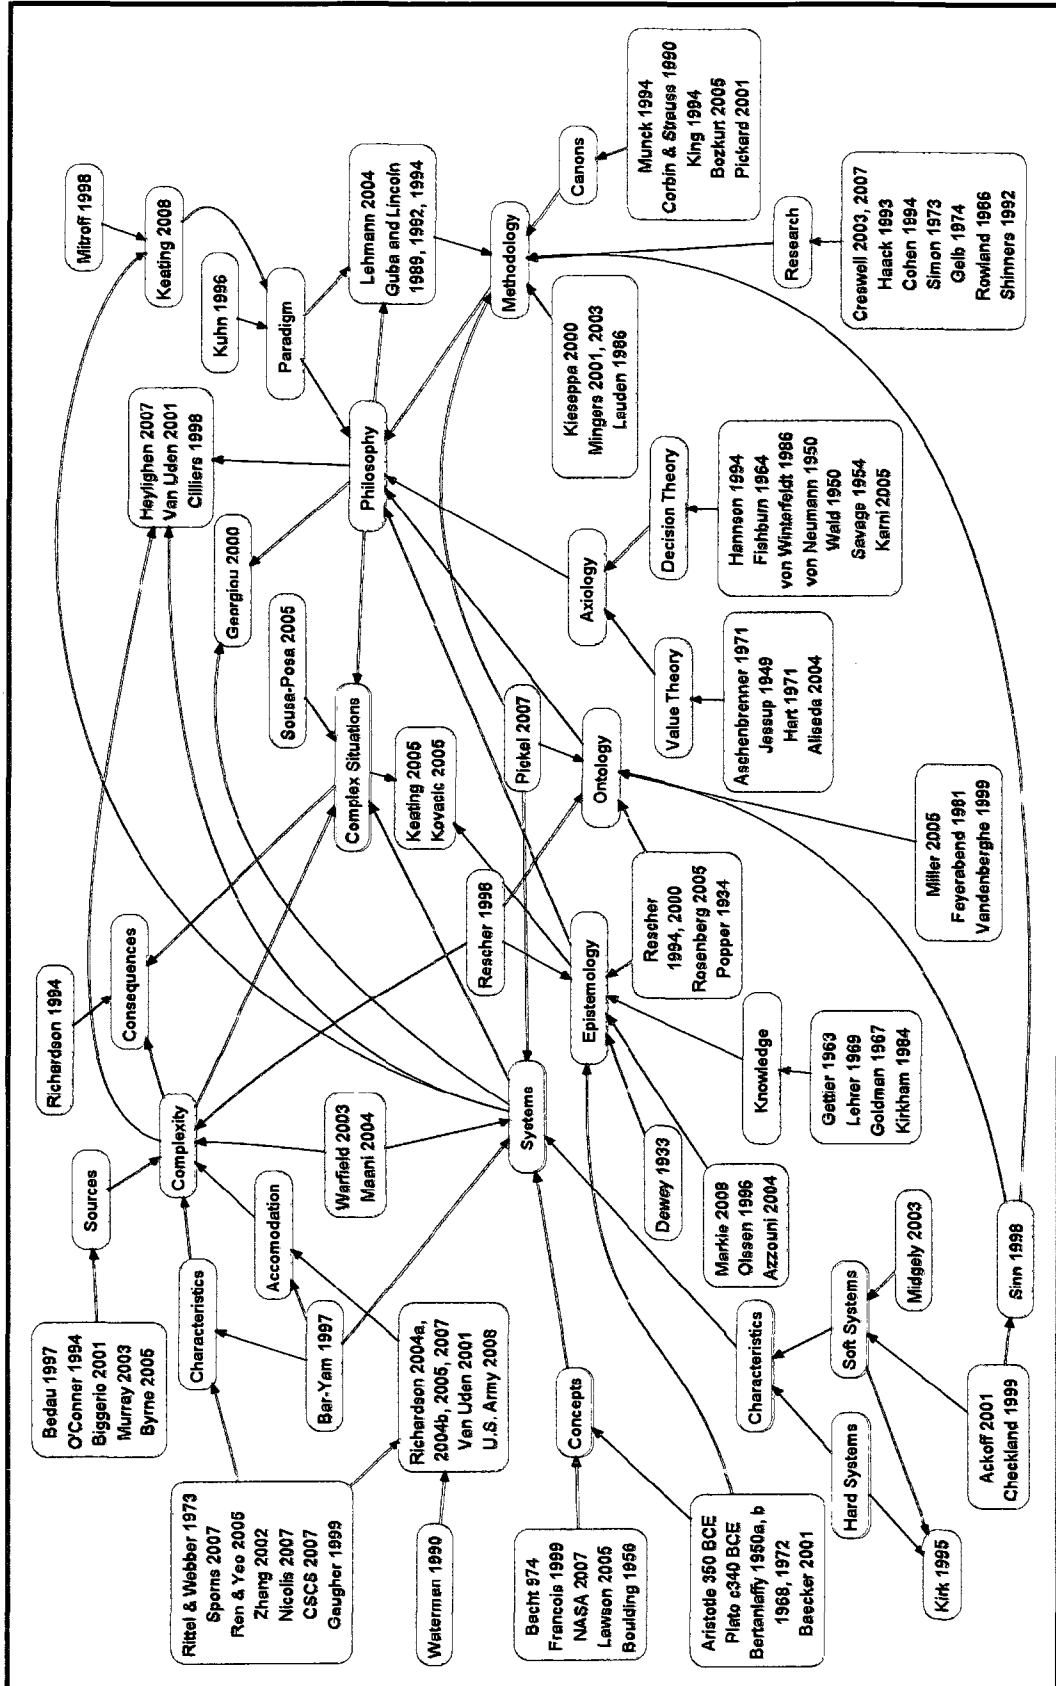 Rittel & Webber 1973
Sporns 2007
Ren & Yeo 2005
Zhang 2002
Nicolis 2007
CSCS 2007
Gaugher 1999
Bedau 1997
O'Conner 1994
Biggerio 2001
Murray 2003
Byrne 2005
Sources
Richardson 1994
Mitroff 1998
Keating 2008
Kuhn 1996
Paradigm
Heylighen 2007
Van Uden 2001
Cilliers 1998
Consequences
Complexity
Characteristics
Accomodation
Bar-Yam 1997
Waterman 1990
Richardson 2004a,
2004b, 2005, 2007
Van Uden 2001
U.S. Army 2008
Warfield 2003
Maani 2004
Georgiou 2000
Sousa-Posa 2005
Complex Situations
Keating 2005
Kovacic 2005
Philosophy
Lehmann 2004
Guba and Lincoln
1989, 1992, 1994
Rescher 1998
Pickel 2007
Systems
Methodology
Canons
Munck 1994
Corbin & Strauss 1990
King 1994
Bozkurt 2005
Pickard 2001
Bacht 974
Francois 1999
NASA 2007
Lawson 2005
Boulding 1956
Concepts
Epistemology
Ontology
Axiology
Kieseppa 2000
Mingers 2001, 2003
Lauden 1986
Aristotle 350 BCE
Plato c340 BCE
Bertanlaffy 1950a, b
1968, 1972
Baecker 2001
Dewey 1933
Rescher
1994, 2000
Rosenberg 2005
Popper 1934
Value Theory
Decision Theory
Aschenbrenner 1971
Jessup 1949
Hart 1971
Aliseda 2004
Hannson 1994
Fishburn 1964
von Winterfeldt 1986
von Neumann 1950
Wald 1950
Savage 1954
Karni 2005
Research
Creswell 2003, 2007
Haack 1993
Cohen 1994
Simon 1973
Gelb 1974
Rowland 1986
Shinners 1992
Characteristics
Markie 2008
Olssen 1996
Azzouni 2004
Knowledge
Gettier 1963
Lehrer 1969
Goldman 1967
Kirkham 1984
Hard Systems
Soft Systems
Midgely 2003
Kirk 1995
Ackoff 2001
Checkland 1999
Sinn 1998
Miller 2005
Feyerabend 1981
Vandenberghe 1999